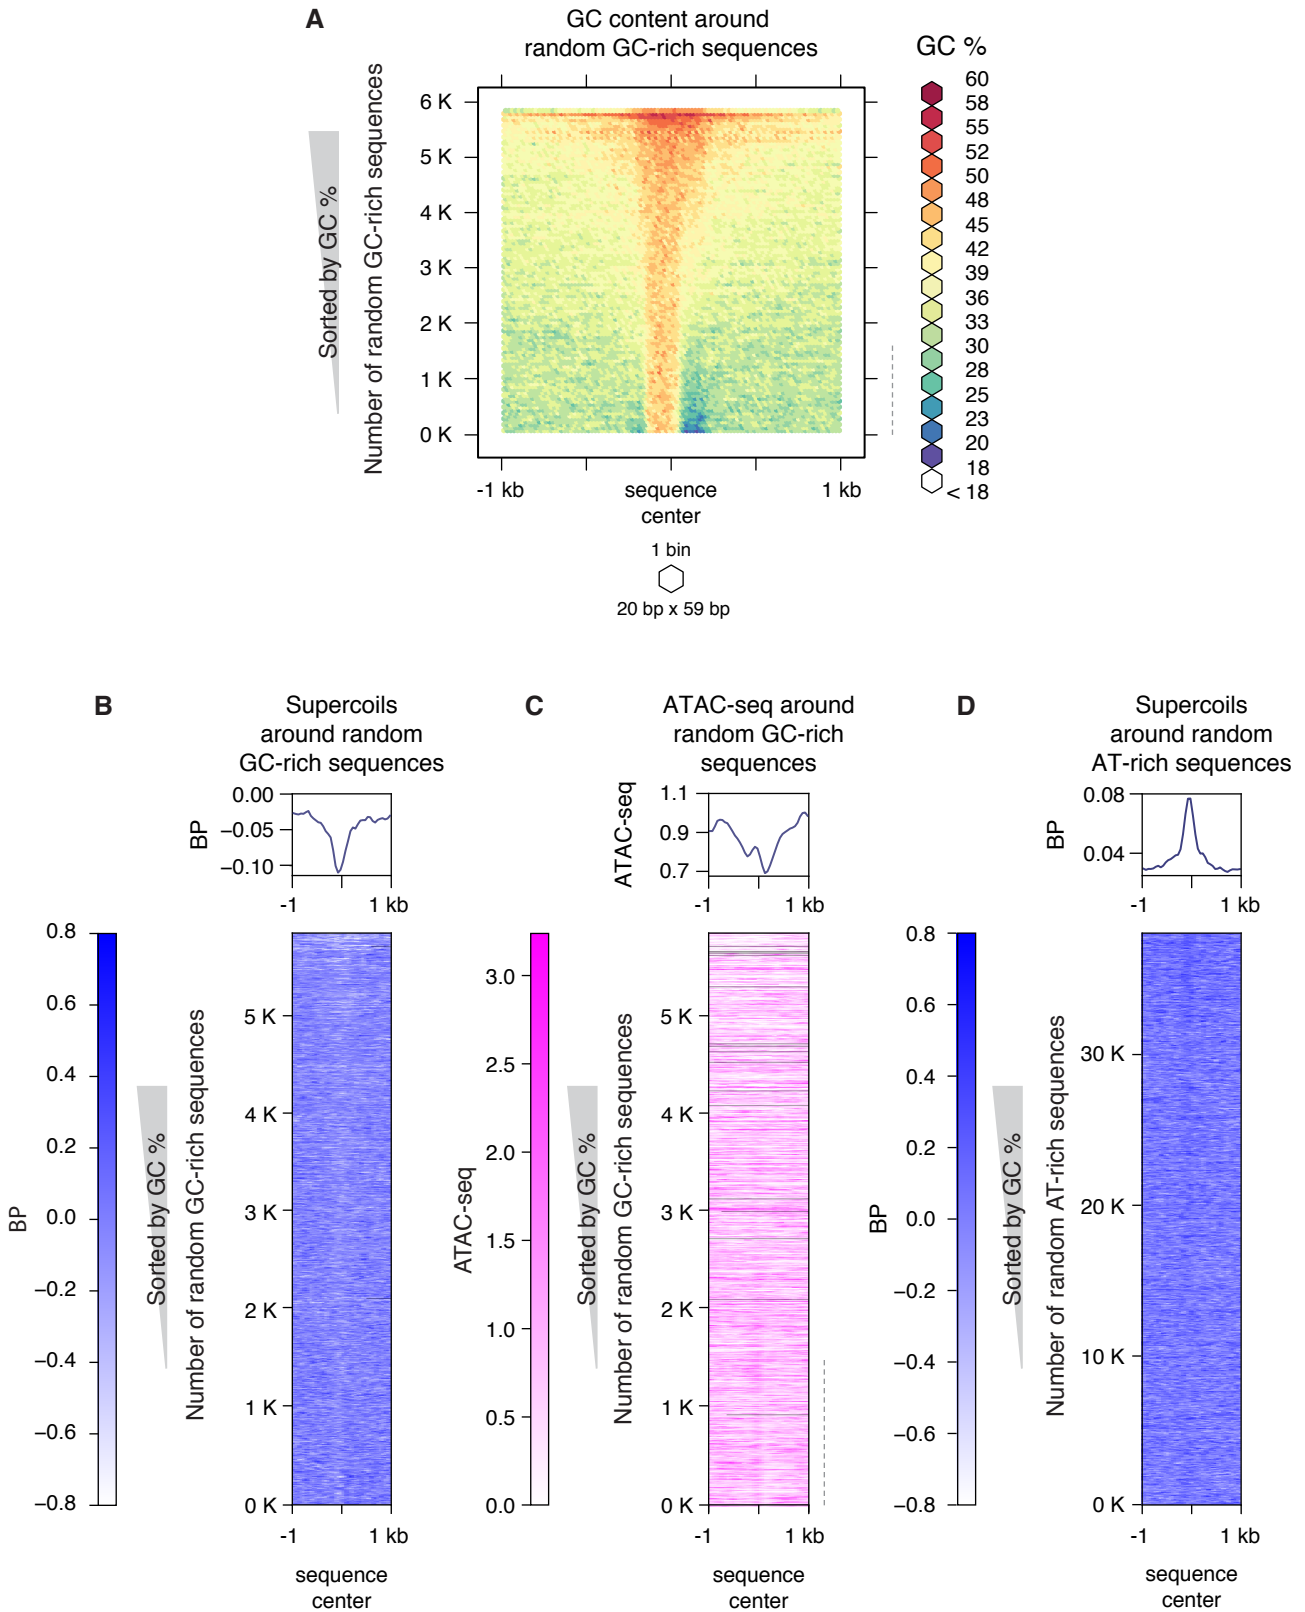 A
GC content around
random GC-rich sequences
GC %
Sorted by GC %
Number of random GC-rich sequences
6 K
5 K
4 K
3 K
2 K
1 K
0 K
-1 kb
sequence
center
1 kb
60
58
55
52
50
48
45
42
39
36
33
30
28
25
23
20
18
< 18
1 bin
20 bp x 59 bp
B
Supercoils
around random
GC-rich sequences
BP
0.00
−0.05
−0.10
-1
1 kb
BP
0.8
0.6
0.4
0.2
0.0
−0.2
−0.4
−0.6
−0.8
Sorted by GC %
Number of random GC-rich sequences
5 K
4 K
3 K
2 K
1 K
0 K
-1
1 kb
sequence
center
C
ATAC-seq around
random GC-rich
sequences
ATAC-seq
1.1
0.9
0.7
-1
1 kb
ATAC-seq
3.0
2.5
2.0
1.5
1.0
0.5
0.0
Sorted by GC %
Number of random GC-rich sequences
5 K
4 K
3 K
2 K
1 K
0 K
-1
1 kb
sequence
center
D
Supercoils
around random
AT-rich sequences
BP
0.08
0.04
-1
1 kb
BP
0.8
0.6
0.4
0.2
0.0
−0.2
−0.4
−0.6
−0.8
Sorted by GC %
Number of random AT-rich sequences
30 K
20 K
10 K
0 K
-1
1 kb
sequence
center